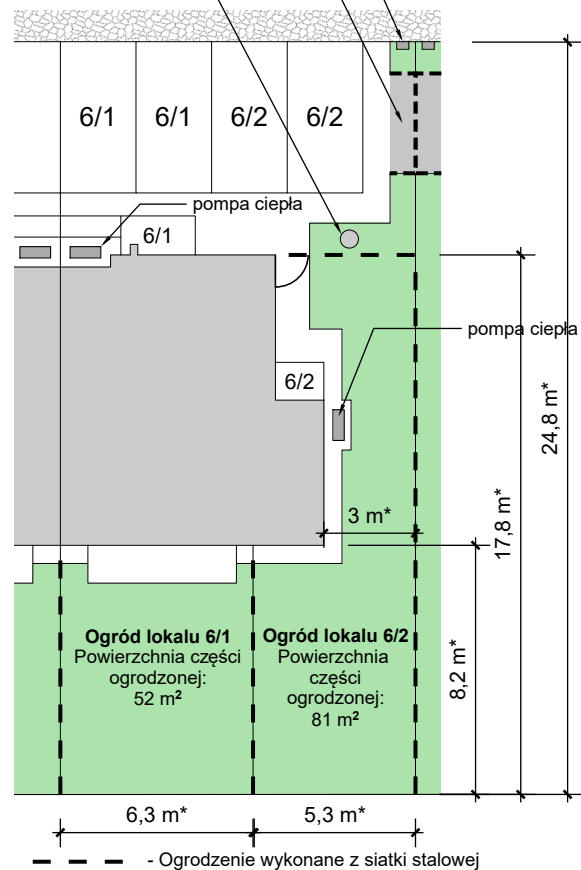 6/1
6/1
6/2
6/2
pompa ciepła
6/1
pompa ciepła
6/2
24,8 m*
17,8 m*
3 m*
8,2 m*
Ogród lokalu 6/1
Powierzchnia części
ogrodzonej:
52 m²
Ogród lokalu 6/2
Powierzchnia
części
ogrodzonej:
81 m²
6,3 m*
5,3 m*
- Ogrodzenie wykonane z siatki stalowej